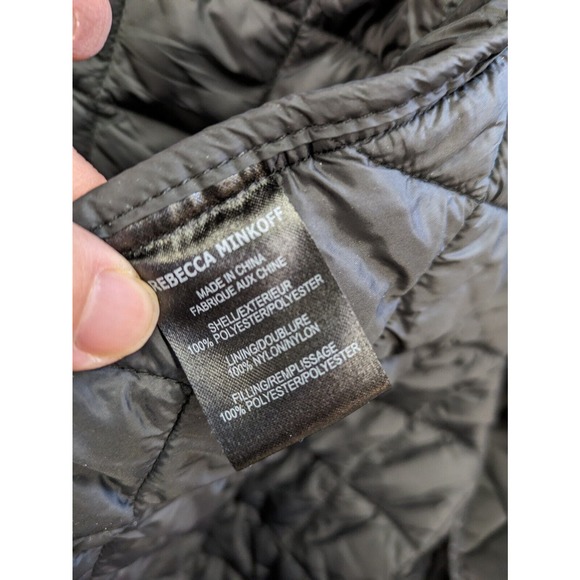 REBECCA MINKOFF
MADE IN CHINA
FABRIQUE AUX CHINE
SHELL/EXTERIEUR
100% POLYESTER/POLYESTER
LINING/DOUBLURE
100% NYLON/NYLON
FILLING/REMPLISSAGE
100% POLYESTER/POLYESTER